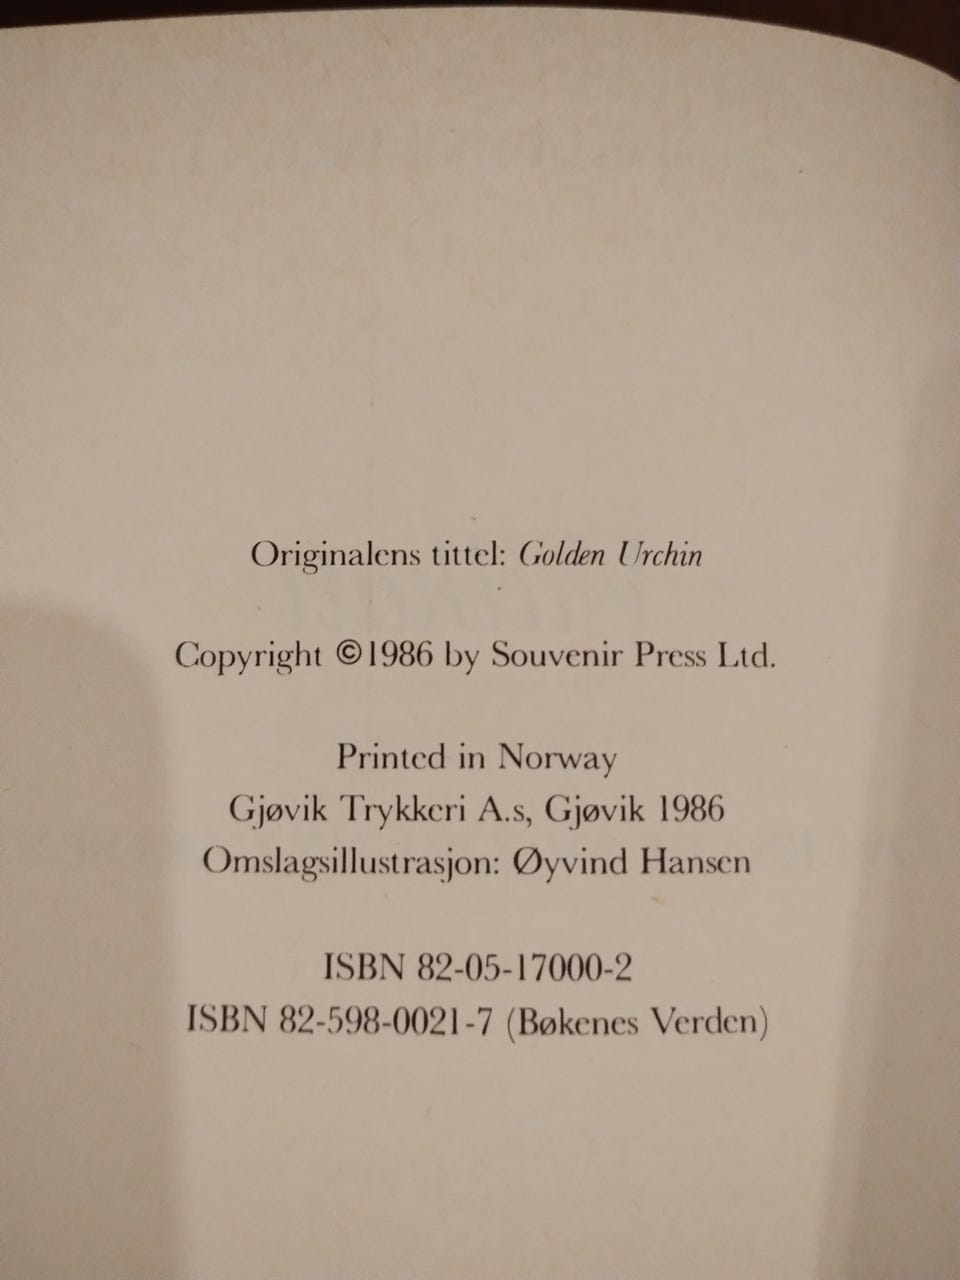 Originalens tittel: Golden Urchin
Copyright ©1986 by Souvenir Press Ltd.
Printed in Norway
Gjøvik Trykkeri A.s, Gjøvik 1986
Omslagsillustrasjon: Øyvind Hansen
ISBN 82-05-17000-2
ISBN 82-598-0021-7 (Bøkenes Verden)